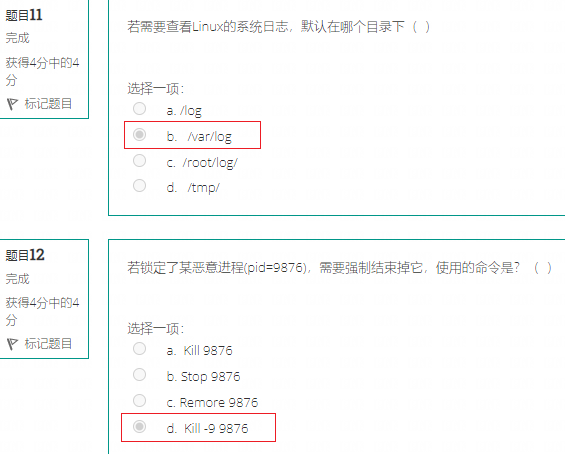 题目11
完成
获得4分中的4
分
标记题目
若需要查看Linux的系统日志，默认在哪个目录下（ ）
选择一项：
a. /log
b. /var/log
c. /root/log/
d. /tmp/
题目12
完成
获得4分中的4
分
标记题目
若锁定了某恶意进程(pid=9876)，需要强制结束掉它，使用的命令是？（ ）
选择一项：
a. Kill 9876
b. Stop 9876
c. Remore 9876
d. Kill -9 9876